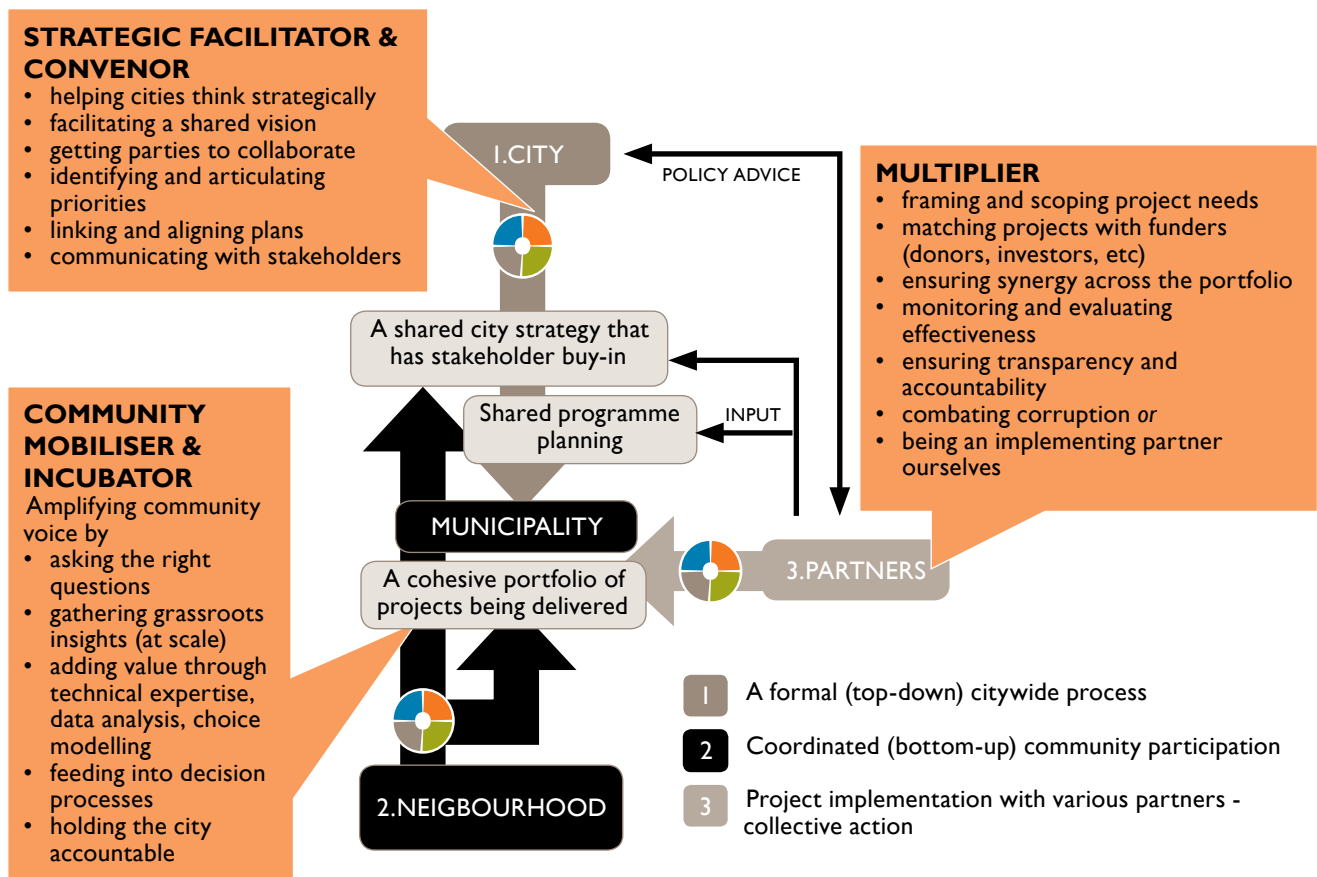 STRATEGIC FACILITATOR &
CONVENOR
• helping cities think strategically
• facilitating a shared vision
• getting parties to collaborate
• identifying and articulating
priorities
• linking and aligning plans
• communicating with stakeholders
1.CITY
POLICY ADVICE
MULTIPLIER
• framing and scoping project needs
• matching projects with funders
(donors, investors, etc)
• ensuring synergy across the portfolio
• monitoring and evaluating
effectiveness
• ensuring transparency and
accountability
• combating corruption or
• being an implementing partner
ourselves
A shared city strategy that
has stakeholder buy-in
Shared programme
planning
INPUT
COMMUNITY
MOBILISER &
INCUBATOR
Amplifying community
voice by
• asking the right
questions
• gathering grassroots
insights (at scale)
• adding value through
technical expertise,
data analysis, choice
modelling
• feeding into decision
processes
• holding the city
accountable
MUNICIPALITY
A cohesive portfolio of
projects being delivered
3.PARTNERS
2.NEIGBOURHOOD
1 A formal (top-down) citywide process
2 Coordinated (bottom-up) community participation
3 Project implementation with various partners -
collective action